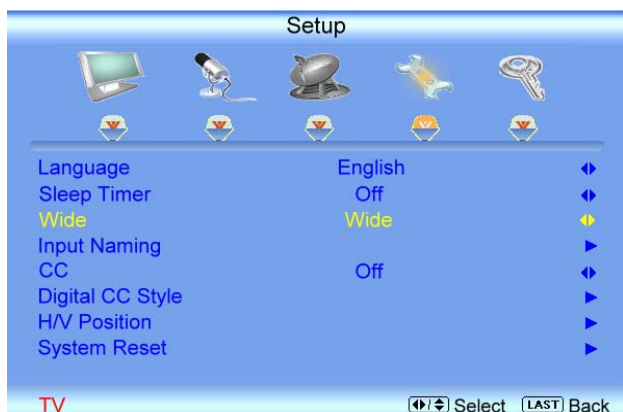 Setup
Language English
Sleep Timer Off
Wide Wide
Input Naming
CC Off
Digital CC Style
H/V Position
System Reset
TV Select LAST Back